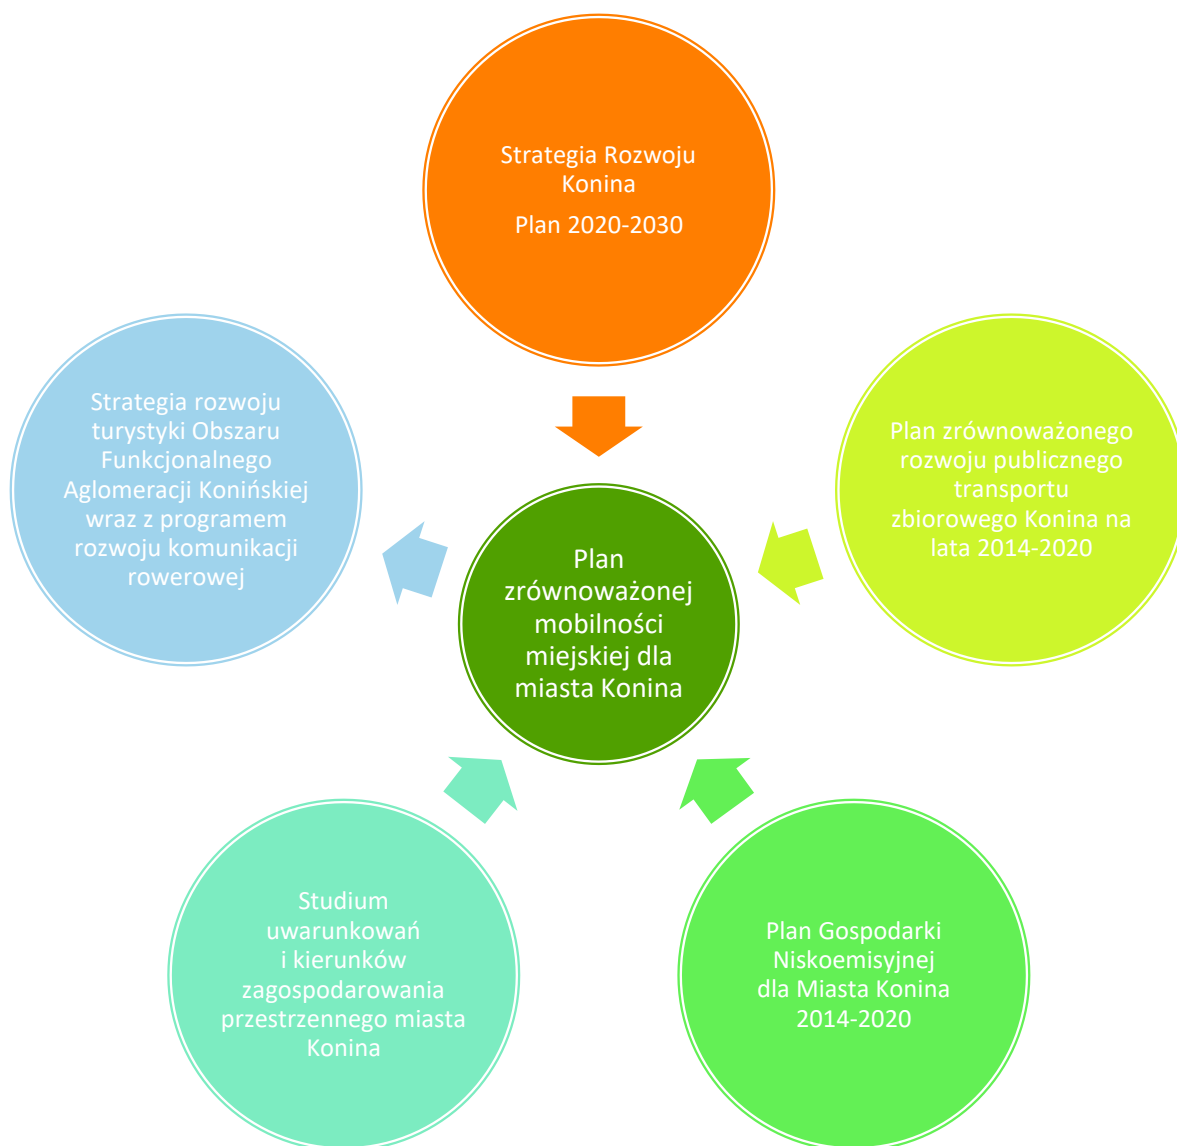 Strategia Rozwoju
Konina
Plan 2020-2030
Strategia rozwoju
turystyki Obszaru
Funkcjonalnego
Aglomeracji Konińskiej
wraz z programem
rozwoju komunikacji
rowerowej
Plan zrównoważonego
rozwoju publicznego
transportu
zbiorowego Konina na
lata 2014-2020
Plan
zrównoważonej
mobilności
miejskiej dla
miasta Konina
Studium
uwarunkowań
i kierunków
zagospodarowania
przestrzennego miasta
Konina
Plan Gospodarki
Niskoemisyjnej
dla Miasta Konina
2014-2020